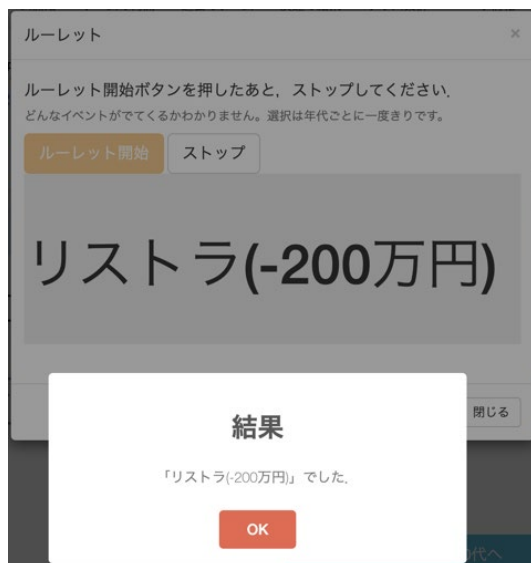 ルーレット
×
ルーレット開始ボタンを押したあと，ストップしてください．
どんなイベントがでてくるかわかりません。選択は年代ごとに一度きりです。
ルーレット開始 ストップ
リストラ(-200万円)
閉じる
結果
「リストラ(-200万円)」でした．
OK
0代へ